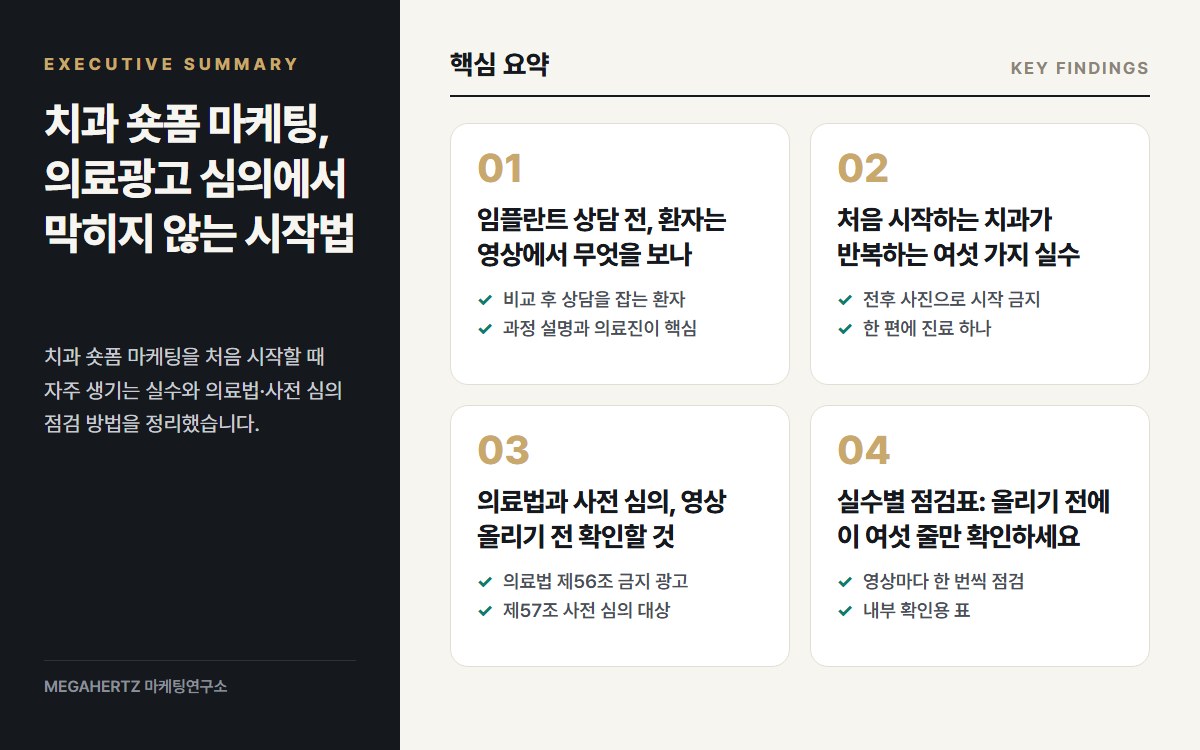 EXECUTIVE SUMMARY
치과 숏폼 마케팅,
의료광고 심의에서
막히지 않는 시작법
치과 숏폼 마케팅을 처음 시작할 때
자주 생기는 실수와 의료법·사전 심의
점검 방법을 정리했습니다.
MEGAHERTZ 마케팅연구소
핵심 요약
KEY FINDINGS
01
임플란트 상담 전, 환자는
영상에서 무엇을 보나
비교 후 상담을 잡는 환자
과정 설명과 의료진이 핵심
02
처음 시작하는 치과가
반복하는 여섯 가지 실수
전후 사진으로 시작 금지
한 편에 진료 하나
03
의료법과 사전 심의, 영상
올리기 전 확인할 것
의료법 제56조 금지 광고
제57조 사전 심의 대상
04
실수별 점검표: 올리기 전에
이 여섯 줄만 확인하세요
영상마다 한 번씩 점검
내부 확인용 표